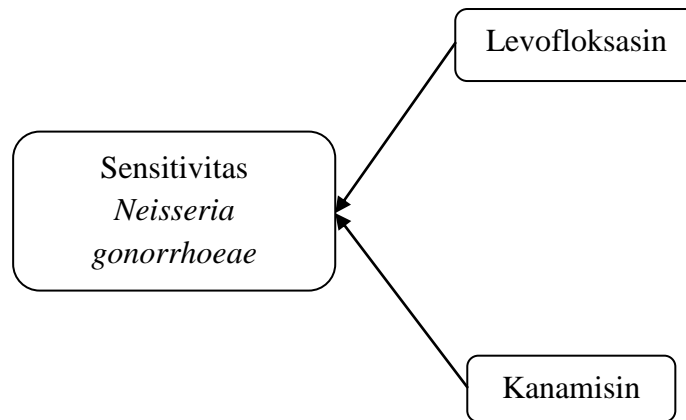 Levofloksasin
Sensitivitas
Neisseria
gonorrhoeae
Kanamisin